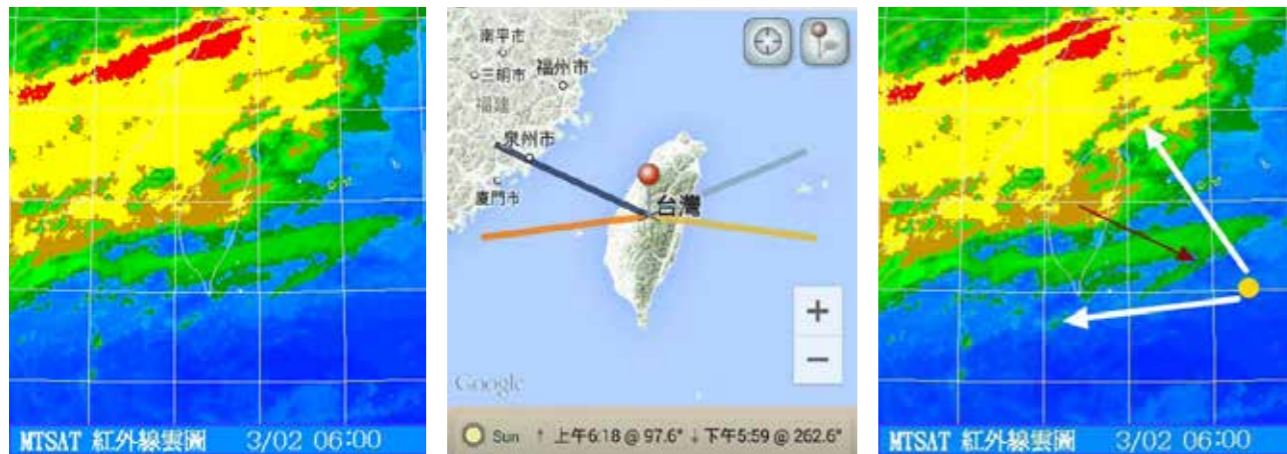 MTSAT 紅外線雲圖 3/02 06:00
南平市
三明市
福州市
福建
泉州市
廈門市
台灣
+
−
Google
Sun ↑ 上午6:18 @ 97.6° ↓ 下午5:59 @ 262.6°
MTSAT 紅外線雲圖 3/02 06:00